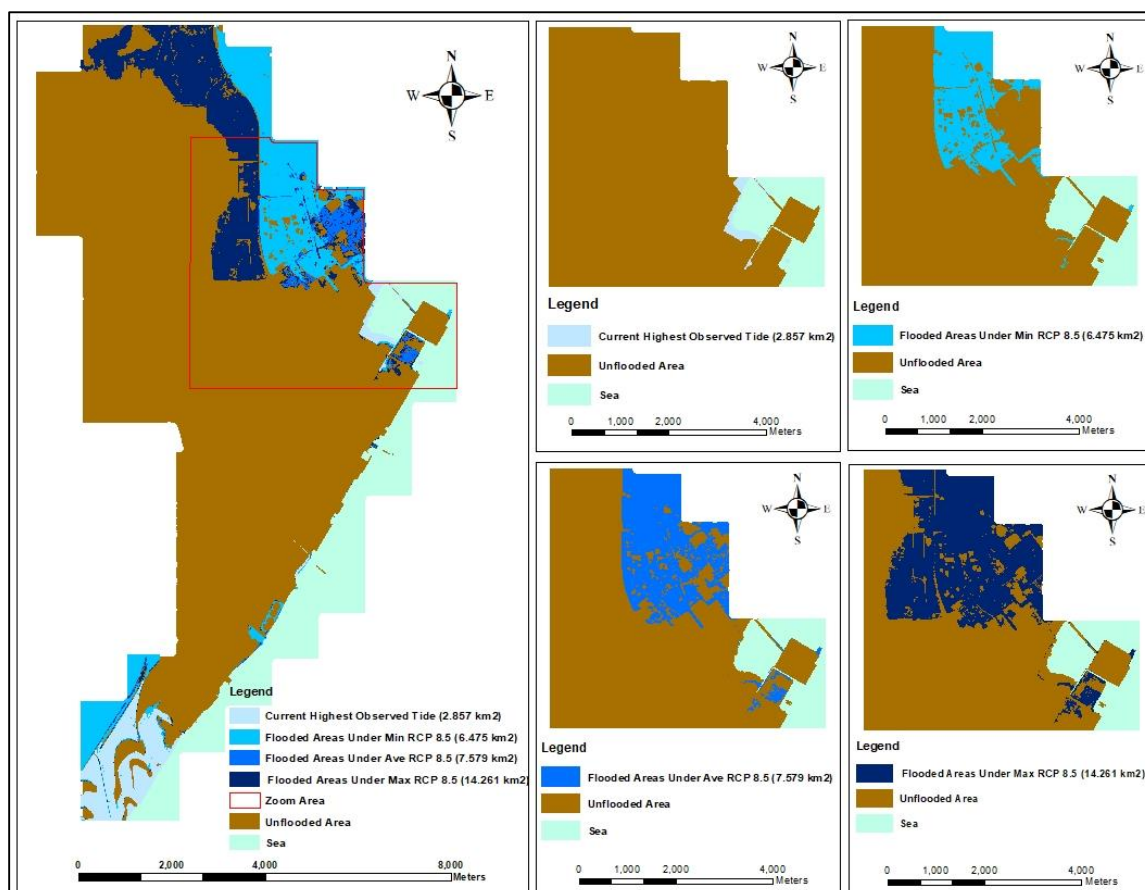 N
W E
S
Legend
Current Highest Observed Tide (2.857 km2)
Flooded Areas Under Min RCP 8.5 (6.475 km2)
Flooded Areas Under Ave RCP 8.5 (7.579 km2)
Flooded Areas Under Max RCP 8.5 (14.261 km2)
Zoom Area
Unflooded Area
Sea
0 2,000 4,000 8,000
Meters
N
W E
S
Legend
Current Highest Observed Tide (2.857 km2)
Unflooded Area
Sea
0 1,000 2,000 4,000
Meters
N
W E
S
Legend
Flooded Areas Under Min RCP 8.5 (6.475 km2)
Unflooded Area
Sea
0 1,000 2,000 4,000
Meters
N
W E
S
Legend
Flooded Areas Under Ave RCP 8.5 (7.579 km2)
Unflooded Area
Sea
0 1,000 2,000 4,000
Meters
N
W E
S
Legend
Flooded Areas Under Max RCP 8.5 (14.261 km2)
Unflooded Area
Sea
0 1,000 2,000 4,000
Meters